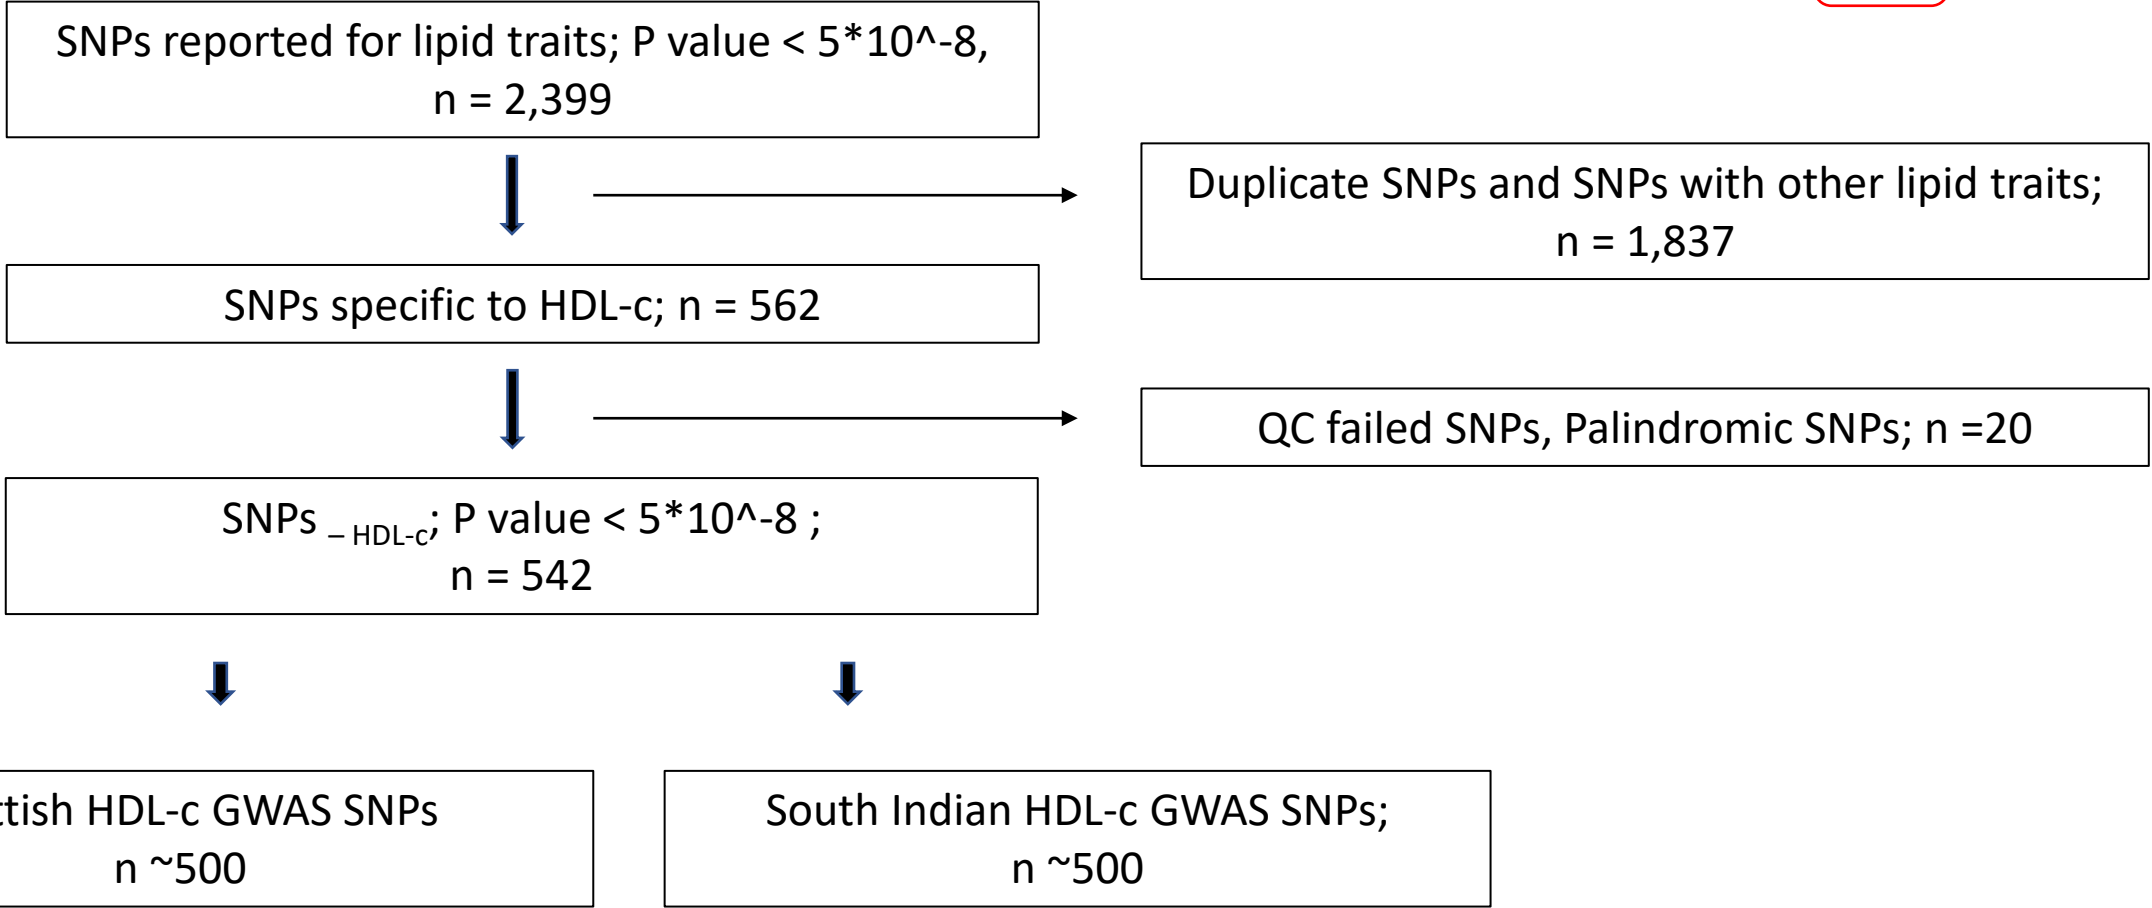 SNPs reported for lipid traits; P value < 5*10^-8,
n = 2,399
Duplicate SNPs and SNPs with other lipid traits;
n = 1,837
SNPs specific to HDL-c; n = 562
QC failed SNPs, Palindromic SNPs; n =20
SNPs – HDL-c; P value < 5*10^-8 ;
n = 542
ttish HDL-c GWAS SNPs
n ~500
South Indian HDL-c GWAS SNPs;
n ~500